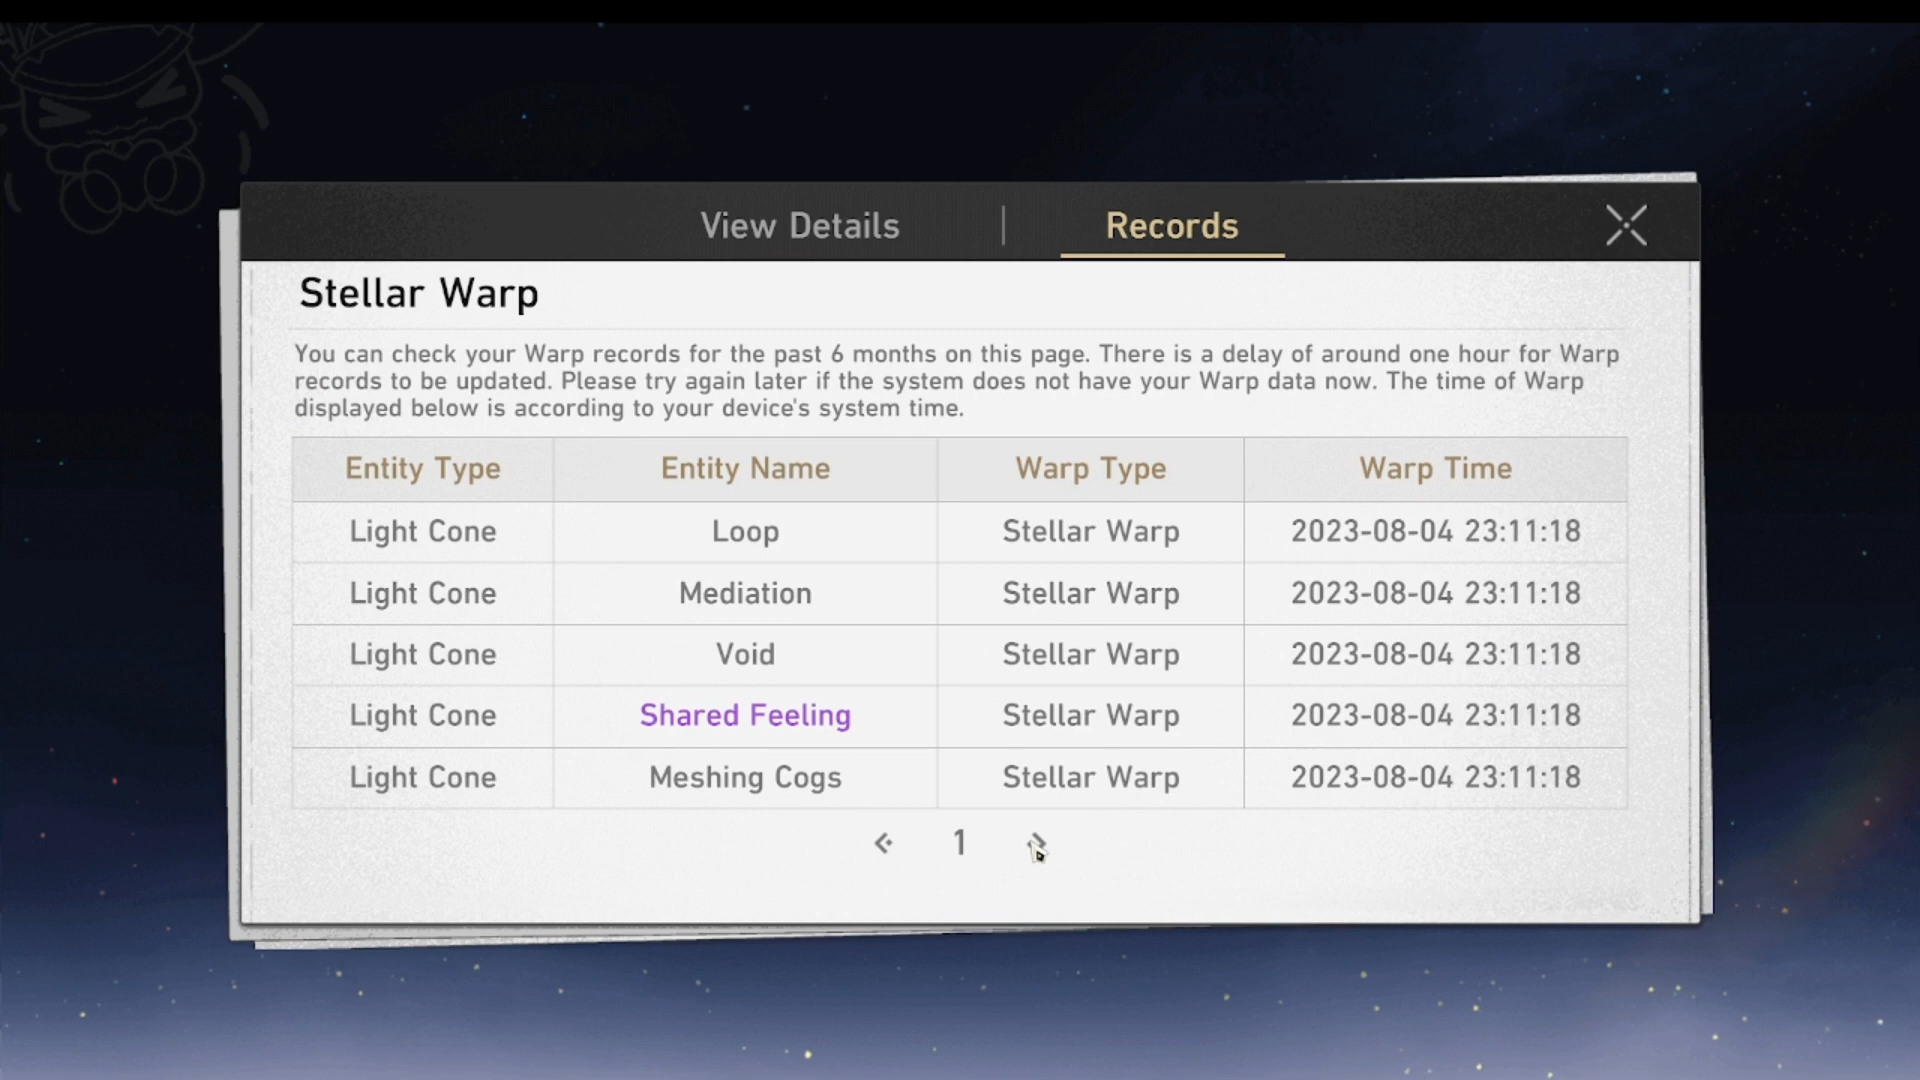 View Details | Records
Stellar Warp
You can check your Warp records for the past 6 months on this page. There is a delay of around one hour for Warp
records to be updated. Please try again later if the system does not have your Warp data now. The time of Warp
displayed below is according to your device's system time.
Entity Type Entity Name Warp Type Warp Time
Light Cone Loop Stellar Warp 2023-08-04 23:11:18
Light Cone Mediation Stellar Warp 2023-08-04 23:11:18
Light Cone Void Stellar Warp 2023-08-04 23:11:18
Light Cone Shared Feeling Stellar Warp 2023-08-04 23:11:18
Light Cone Meshing Cogs Stellar Warp 2023-08-04 23:11:18
1